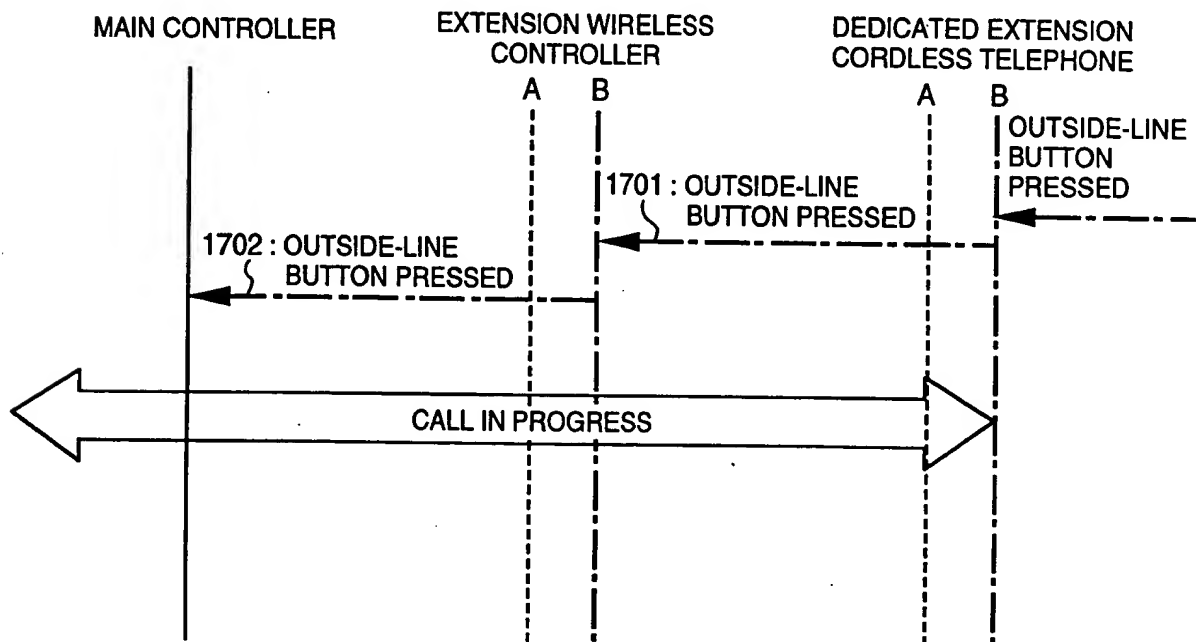 MAIN CONTROLLER
EXTENSION WIRELESS
CONTROLLER
DEDICATED EXTENSION
CORDLESS TELEPHONE
A
B
A
B
OUTSIDE-LINE
BUTTON
PRESSED
1701 : OUTSIDE-LINE
BUTTON PRESSED
1702 : OUTSIDE-LINE
BUTTON PRESSED
CALL IN PROGRESS